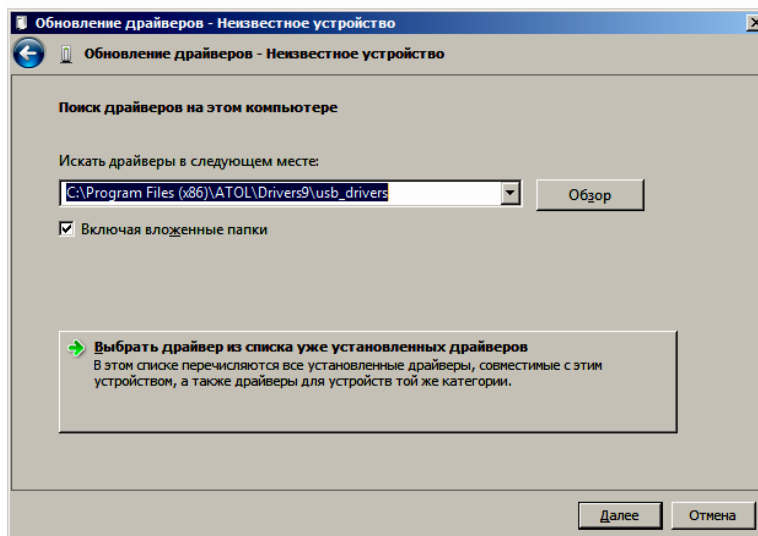 Обновление драйверов - Неизвестное устройство
Обновление драйверов - Неизвестное устройство
Поиск драйверов на этом компьютере
Искать драйверы в следующем месте:
C:\Program Files (x86)\ATOL\Drivers9\usb_drivers
Обзор
Включая вложенные папки
Выбрать драйвер из списка уже установленных драйверов
В этом списке перечисляются все установленные драйверы, совместимые с этим
устройством, а также драйверы для устройств той же категории.
Далее
Отмена